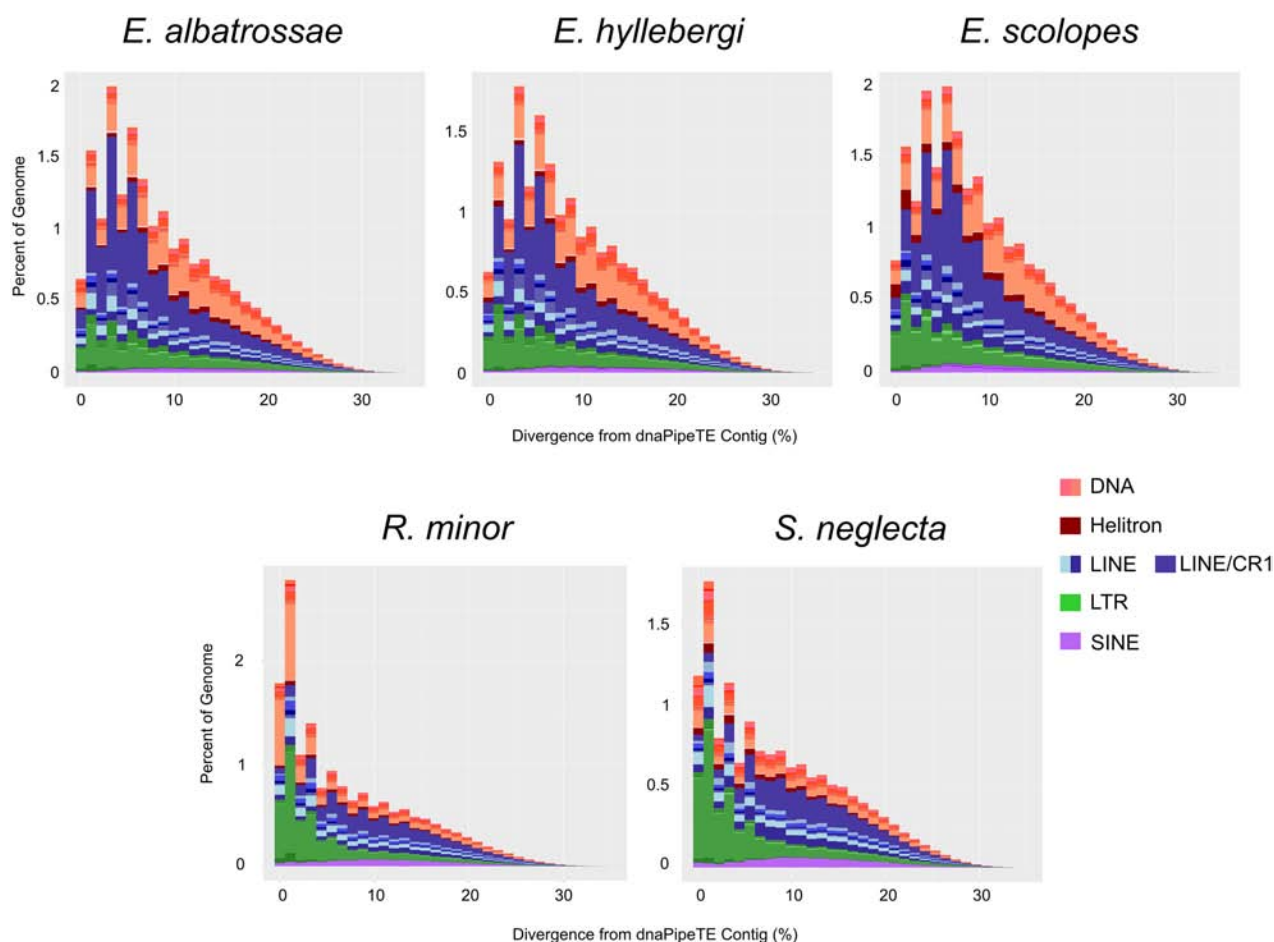 E. albatrossae
E. hyllebergi
E. scolopes
Percent of Genome
2
1.5
1
0.5
0
0 10 20 30
1.5
1
0.5
0
0 10 20 30
2
1.5
1
0.5
0
0 10 20 30
Divergence from dnaPipeTE Contig (%)
R. minor
S. neglecta
Percent of Genome
2
1
0
0 10 20 30
1.5
1
0.5
0
0 10 20 30
Divergence from dnaPipeTE Contig (%)
DNA
Helitron
LINE LINE/CR1
LTR
SINE